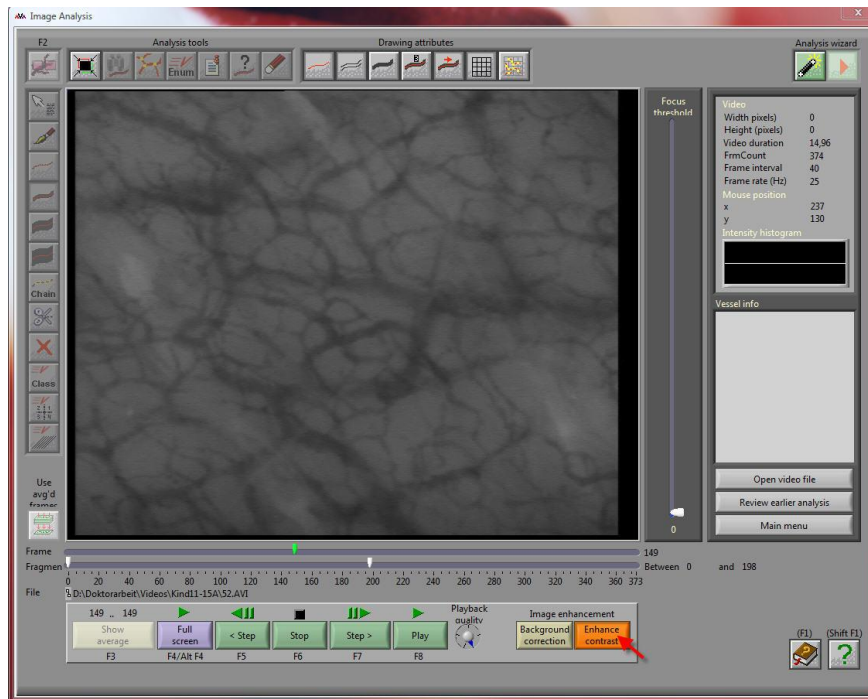 Image Analysis
F2
Analysis tools
Drawing attributes
Analysis wizard
Enum
Chain
Class
Use
avg'd
frames
Focus
threshold
0
Video
Width pixels) 0
Height (pixels) 0
Video duration 14,96
FrmCount 374
Frame interval 40
Frame rate (Hz) 25
Mouse position
x 237
y 130
Intensity histogram
Vessel info
Open video file
Review earlier analysis
Main menu
Frame 149
Fragmen Between 0 and 198
0 20 40 60 80 100 120 140 160 180 200 220 240 260 280 300 320 340 360 373
File D:\Doktorarbeit\Videos\Kind11-15A\52.AVI
149 .. 149
Playback
quality
Image enhancement
Show
average
Full
screen
< Step
Stop
Step >
Play
Background
correction
Enhance
contrast
F3 F4/Alt F4 F5 F6 F7 F8
(F1) (Shift F1)